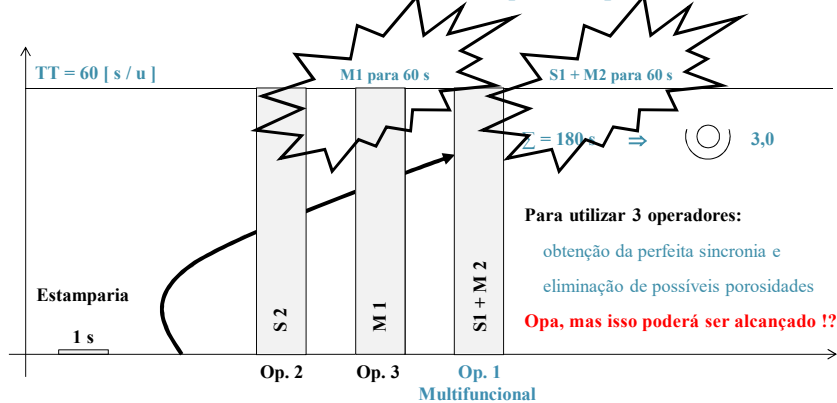 TT = 60 [ s / u ]
M1 para 60 s
S1 + M2 para 60 s
∑ = 180 s ⇒ 3,0
Para utilizar 3 operadores:
obtenção da perfeita sincronia e
eliminação de possíveis porosidades
Opa, mas isso poderá ser alcançado !?
Estamparia
1 s
S 2
M 1
S1 + M 2
Op. 2
Op. 3
Op. 1
Multifuncional